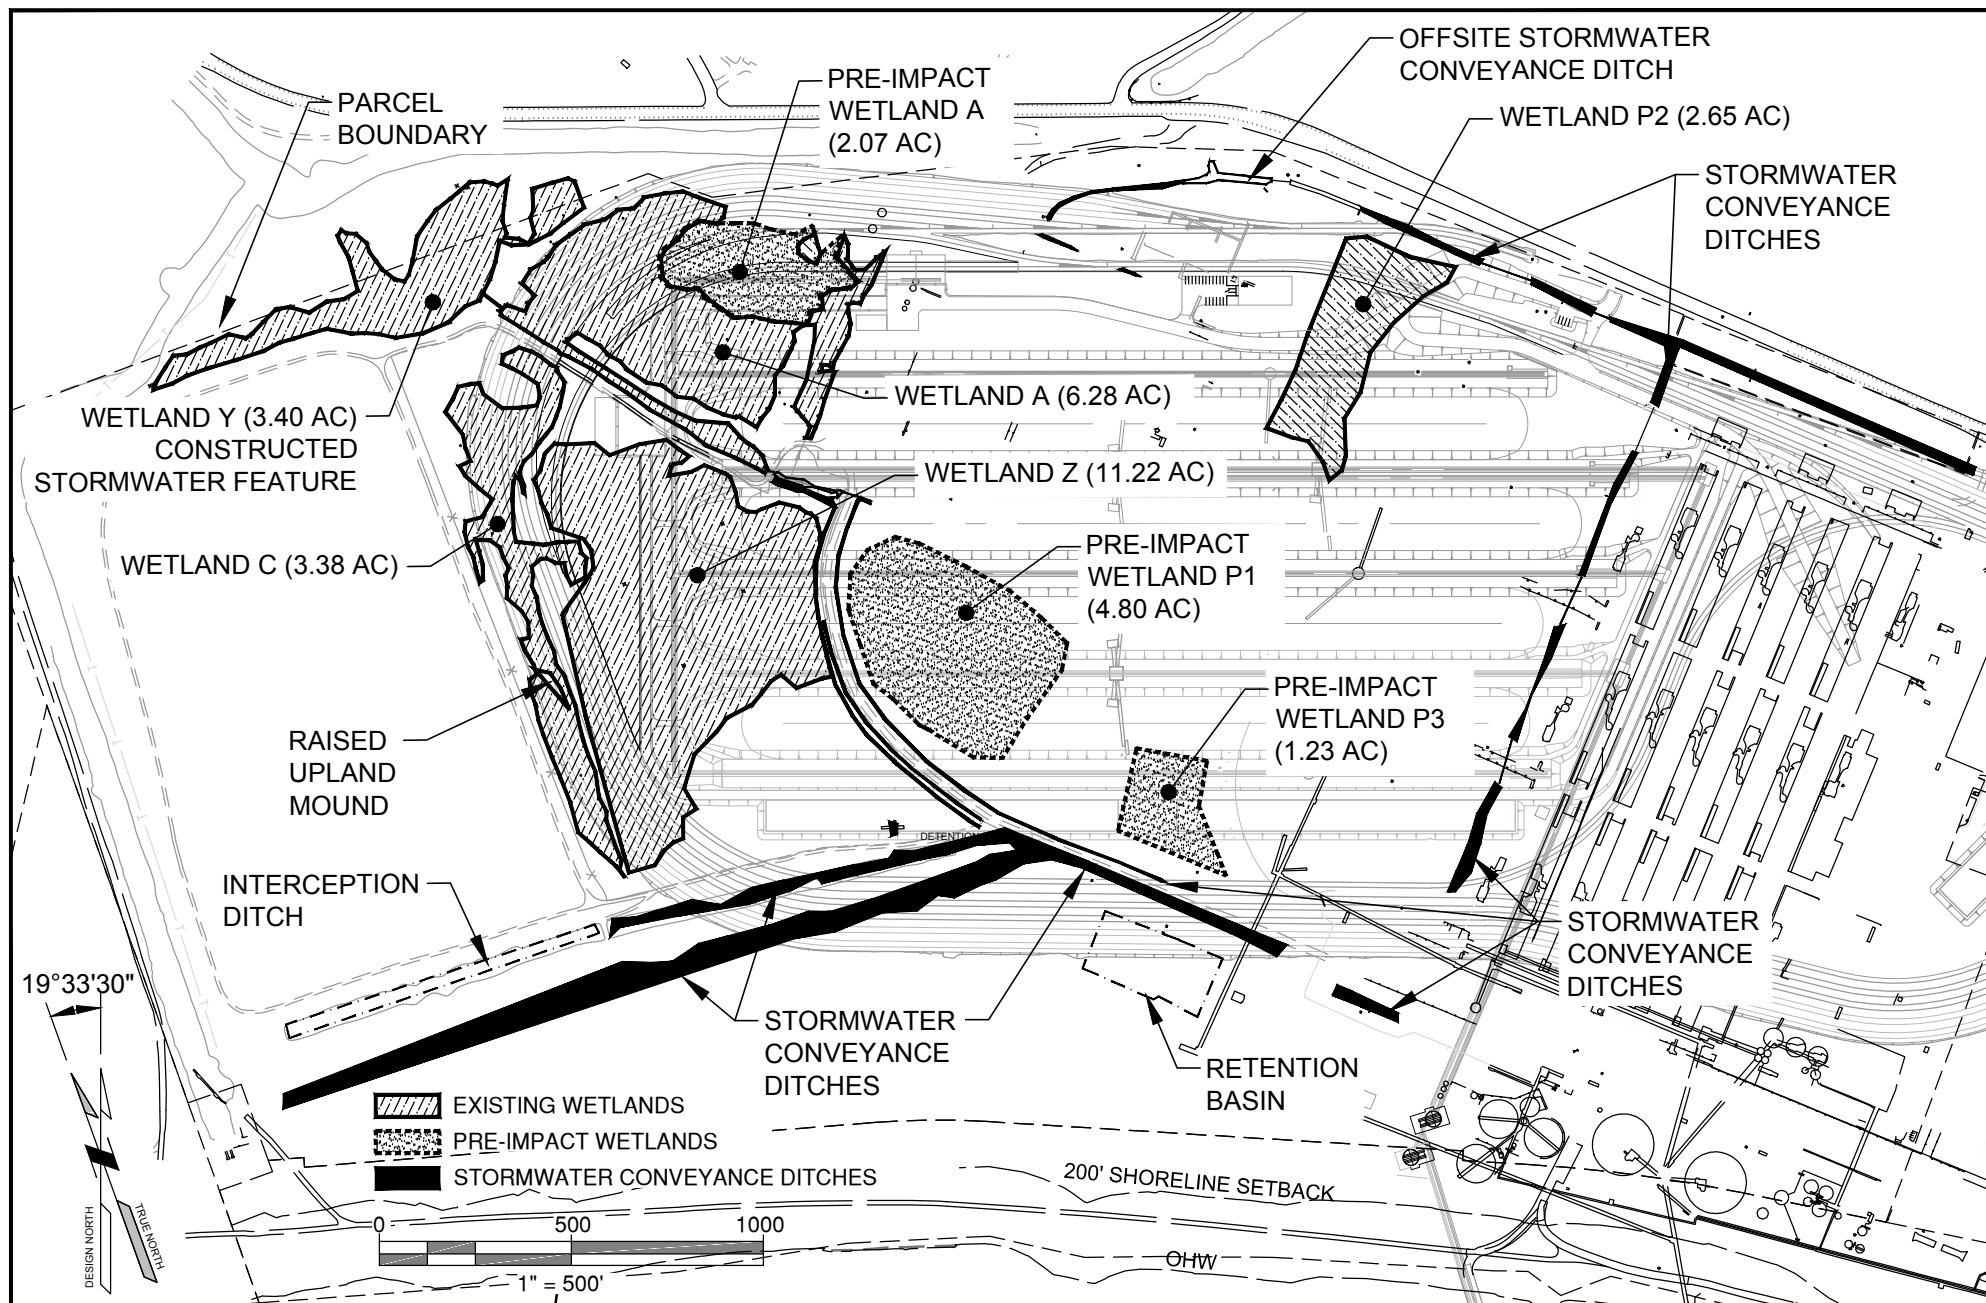 OFFSITE STORMWATER
CONVEYANCE DITCH
PARCEL
BOUNDARY
PRE-IMPACT
WETLAND A
(2.07 AC)
WETLAND P2 (2.65 AC)
STORMWATER
CONVEYANCE
DITCHES
WETLAND Y (3.40 AC)
CONSTRUCTED
STORMWATER FEATURE
WETLAND A (6.28 AC)
WETLAND Z (11.22 AC)
WETLAND C (3.38 AC)
PRE-IMPACT
WETLAND P1
(4.80 AC)
PRE-IMPACT
WETLAND P3
(1.23 AC)
RAISED
UPLAND
MOUND
DETENTION
INTERCEPTION
DITCH
STORMWATER
CONVEYANCE
DITCHES
19°33'30"
STORMWATER
CONVEYANCE
DITCHES
RETENTION
BASIN
EXISTING WETLANDS
PRE-IMPACT WETLANDS
STORMWATER CONVEYANCE DITCHES
200' SHORELINE SETBACK
DESIGN NORTH
TRUE NORTH
0 500 1000
1" = 500'
OHW